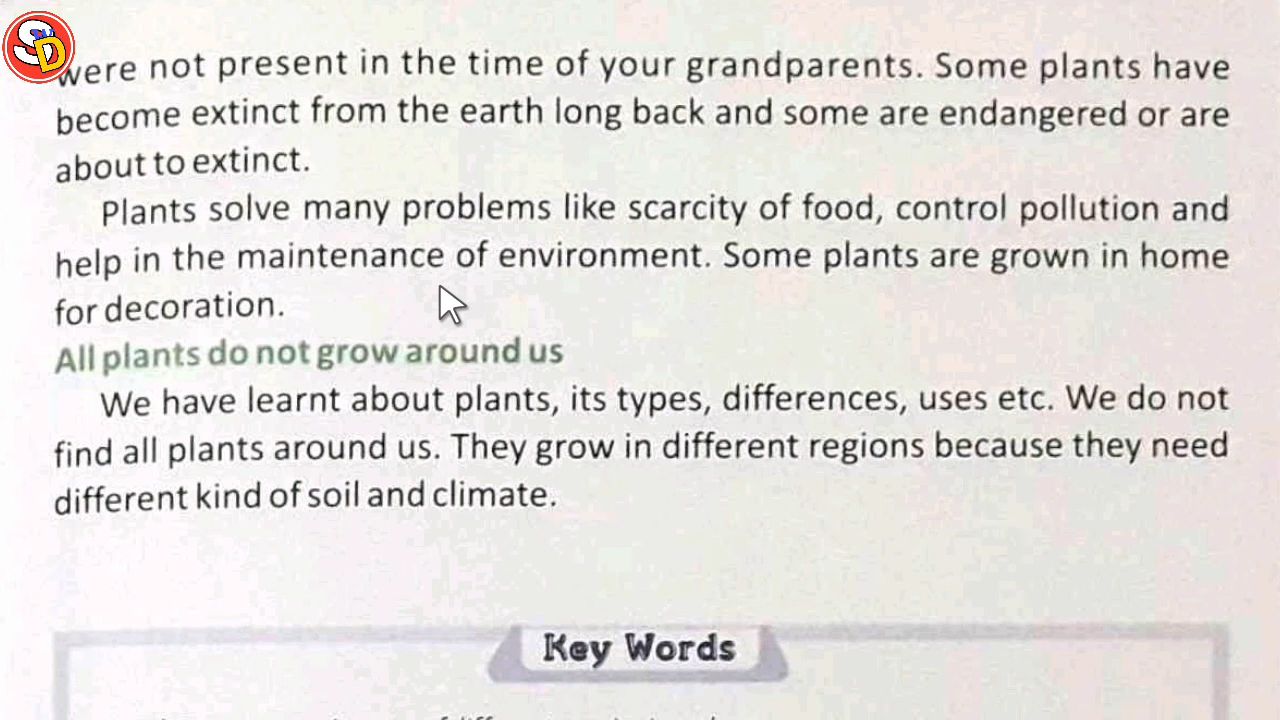 SD
were not present in the time of your grandparents. Some plants have
become extinct from the earth long back and some are endangered or are
about to extinct.
Plants solve many problems like scarcity of food, control pollution and
help in the maintenance of environment. Some plants are grown in home
for decoration.
All plants do not grow around us
We have learnt about plants, its types, differences, uses etc. We do not
find all plants around us. They grow in different regions because they need
different kind of soil and climate.
Key Words